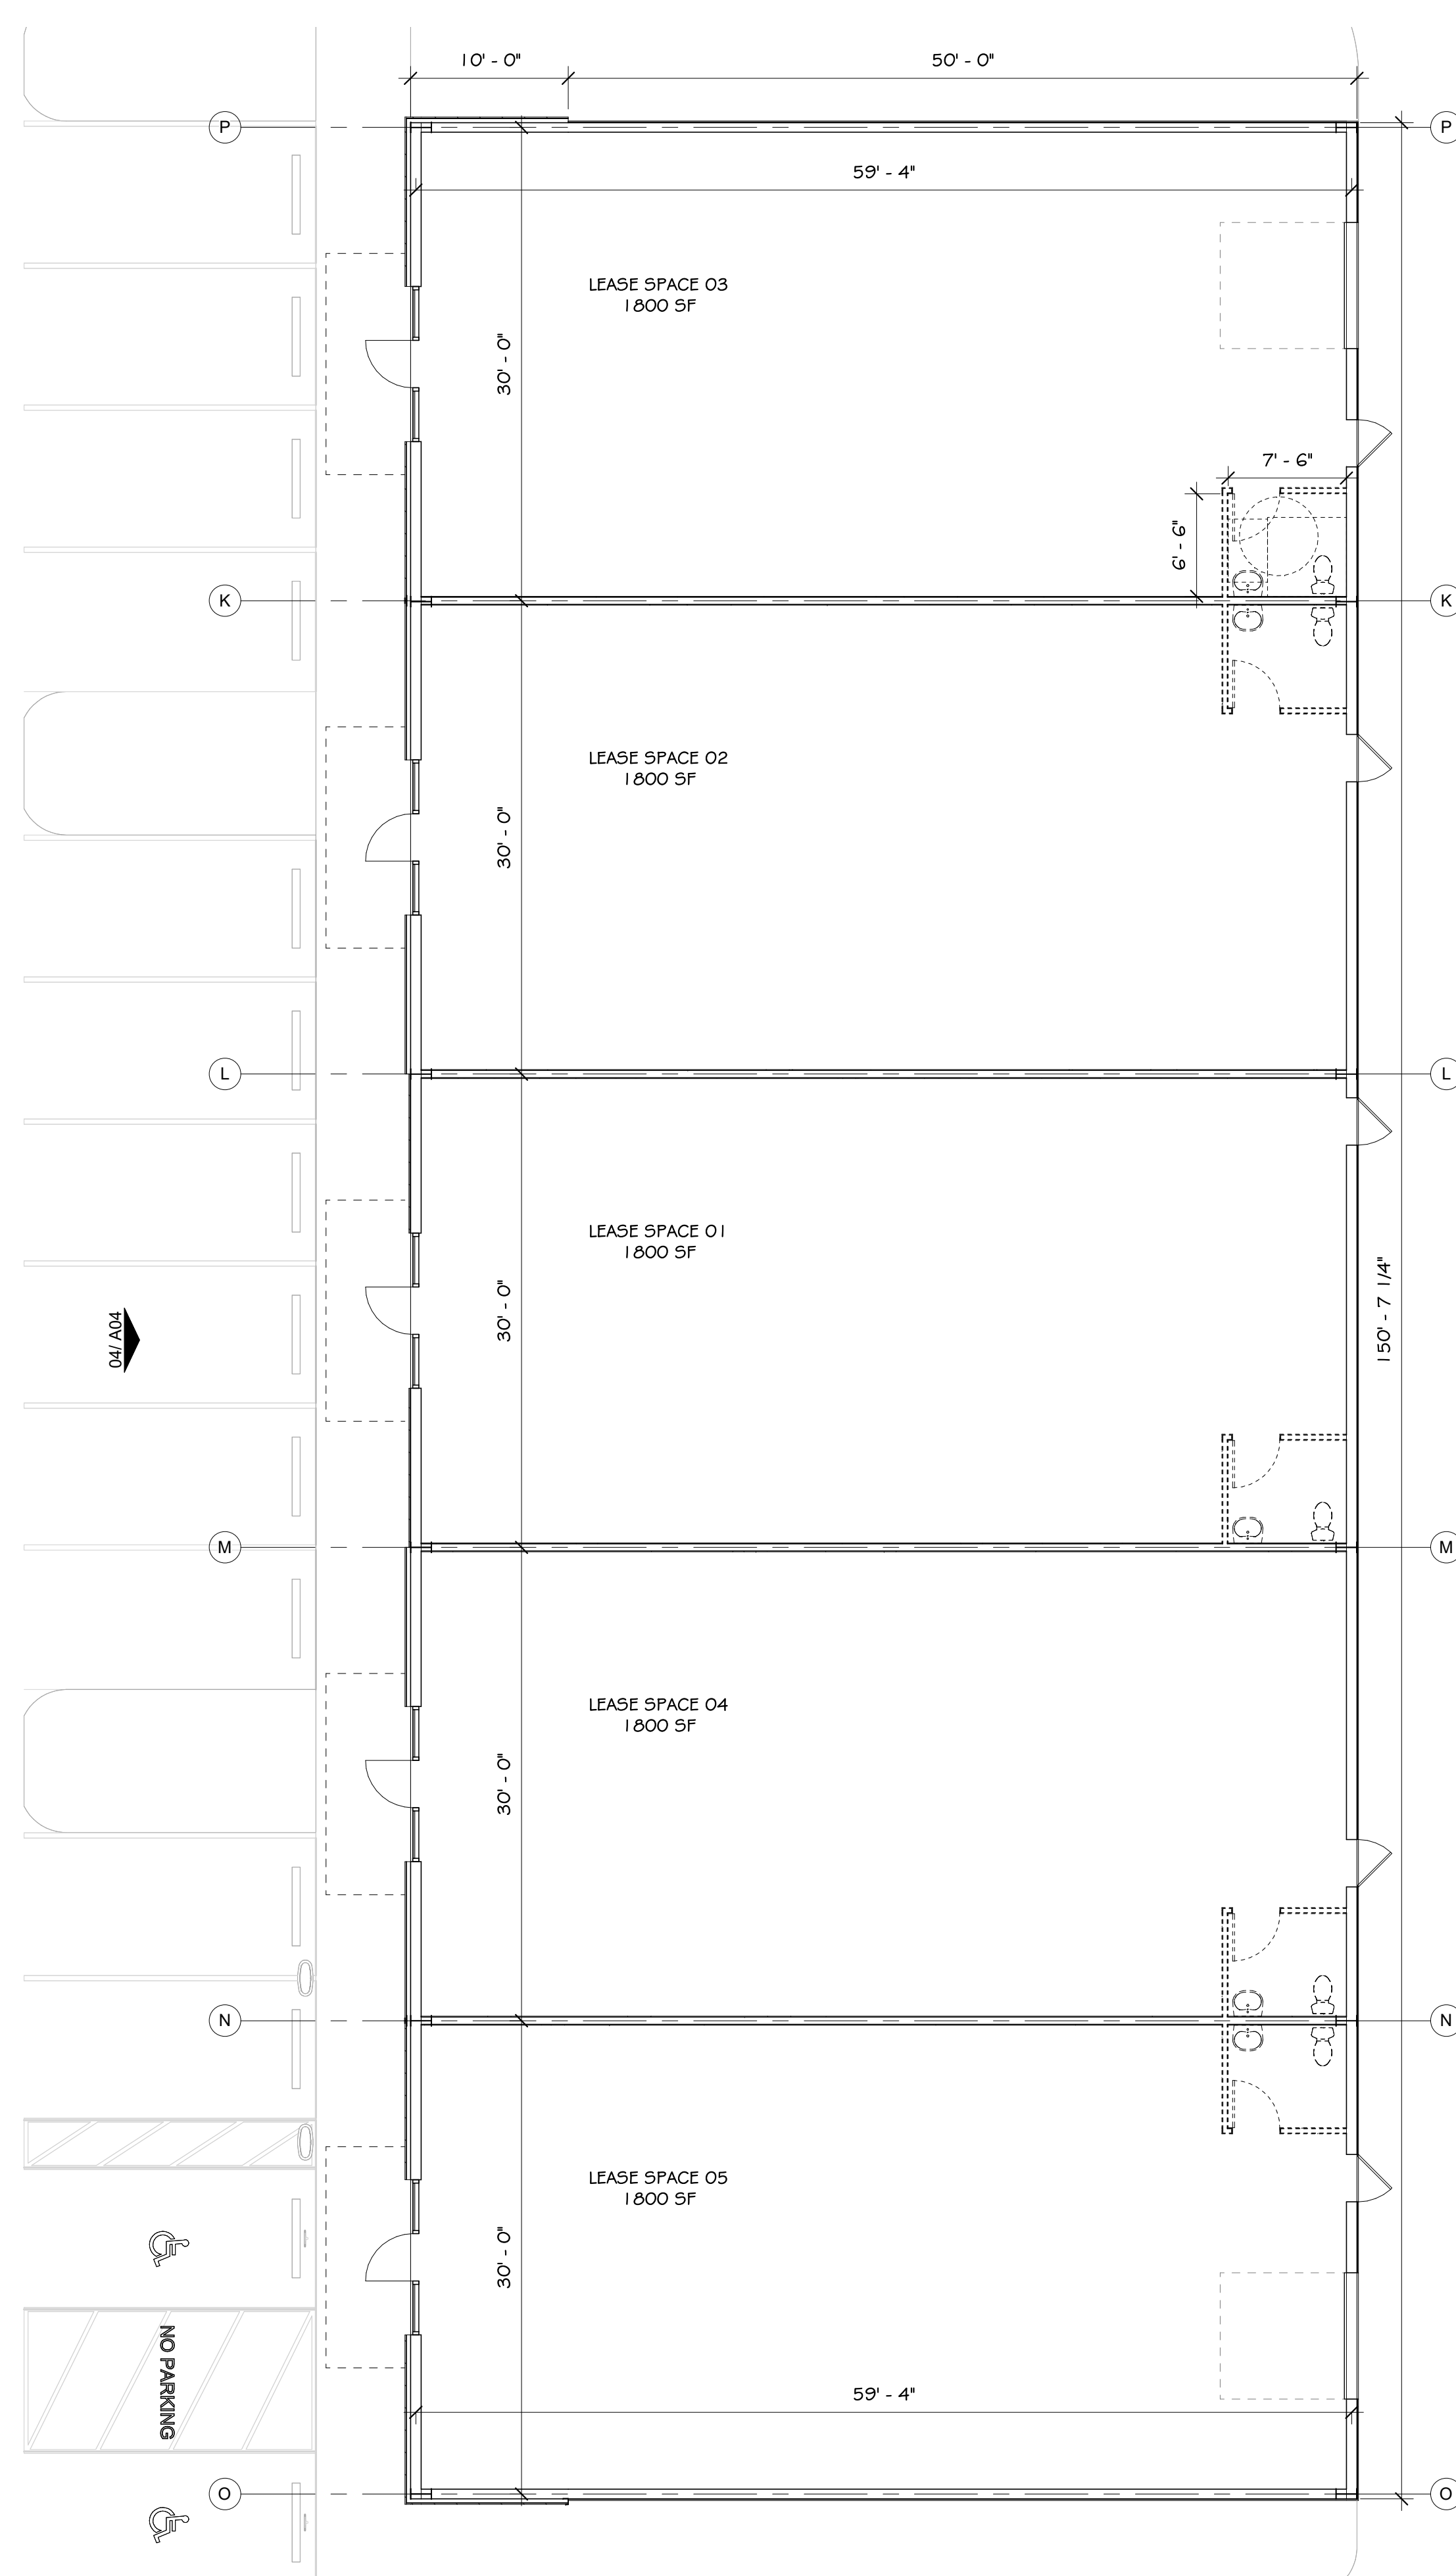 10' - 0"
50' - 0"
P
P
59' - 4"
LEASE SPACE 03
1800 SF
30' - 0"
7' - 6"
6' - 6"
K
K
LEASE SPACE 02
1800 SF
30' - 0"
L
L
LEASE SPACE 01
1800 SF
30' - 0"
150' - 7 1/4"
04/ A04
M
M
LEASE SPACE 04
1800 SF
30' - 0"
N
N
LEASE SPACE 05
1800 SF
30' - 0"
NO PARKING
59' - 4"
O
O